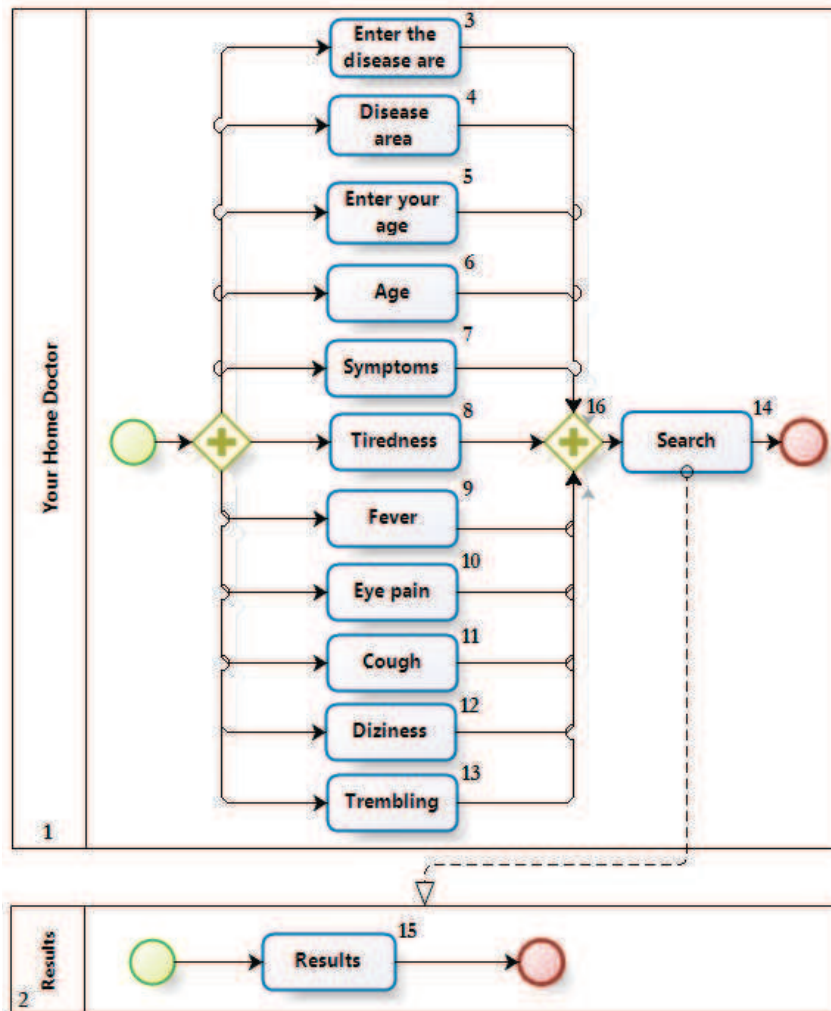 Your Home Doctor
1
3
Enter the
disease are
4
Disease
area
5
Enter your
age
6
Age
7
Symptoms
8
Tiredness
9
Fever
10
Eye pain
11
Cough
12
Diziness
13
Trembling
16
14
Search
Results
2
15
Results